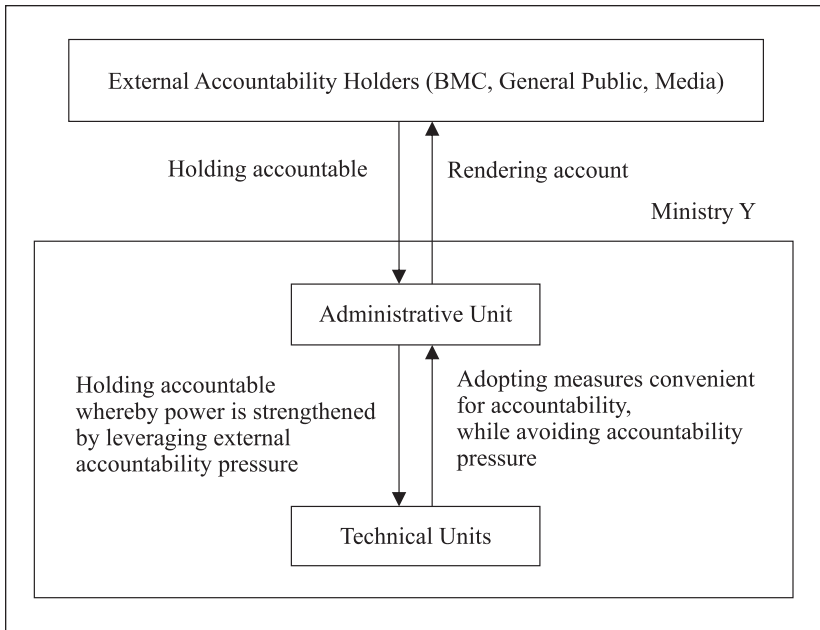 External Accountability Holders (BMC, General Public, Media)
Holding accountable
Rendering account
Ministry Y
Administrative Unit
Holding accountable
whereby power is strengthened
by leveraging external
accountability pressure
Adopting measures convenient
for accountability,
while avoiding accountability
pressure
Technical Units